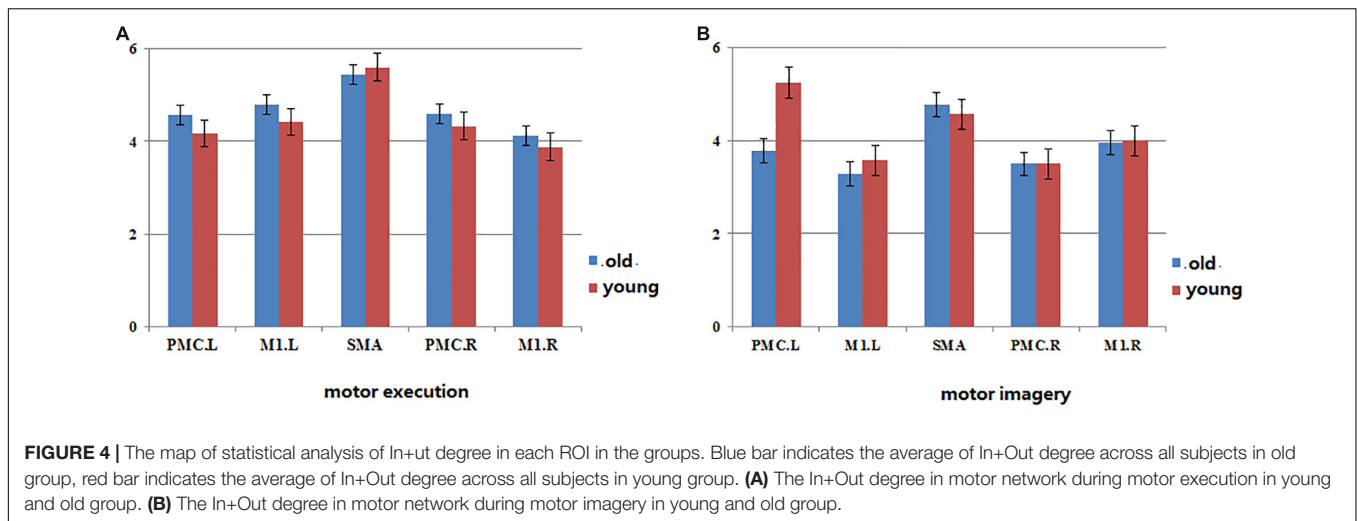 A
6
4
2
0
PMC.L M1.L SMA PMC.R M1.R
.old.
young
motor execution
B
6
4
2
0
PMC.L M1.L SMA PMC.R M1.R
.old.
young
motor imagery
FIGURE 4 | The map of statistical analysis of In+ut degree in each ROI in the groups. Blue bar indicates the average of In+Out degree across all subjects in old
group, red bar indicates the average of In+Out degree across all subjects in young group. (A) The In+Out degree in motor network during motor execution in young
and old group. (B) The In+Out degree in motor network during motor imagery in young and old group.